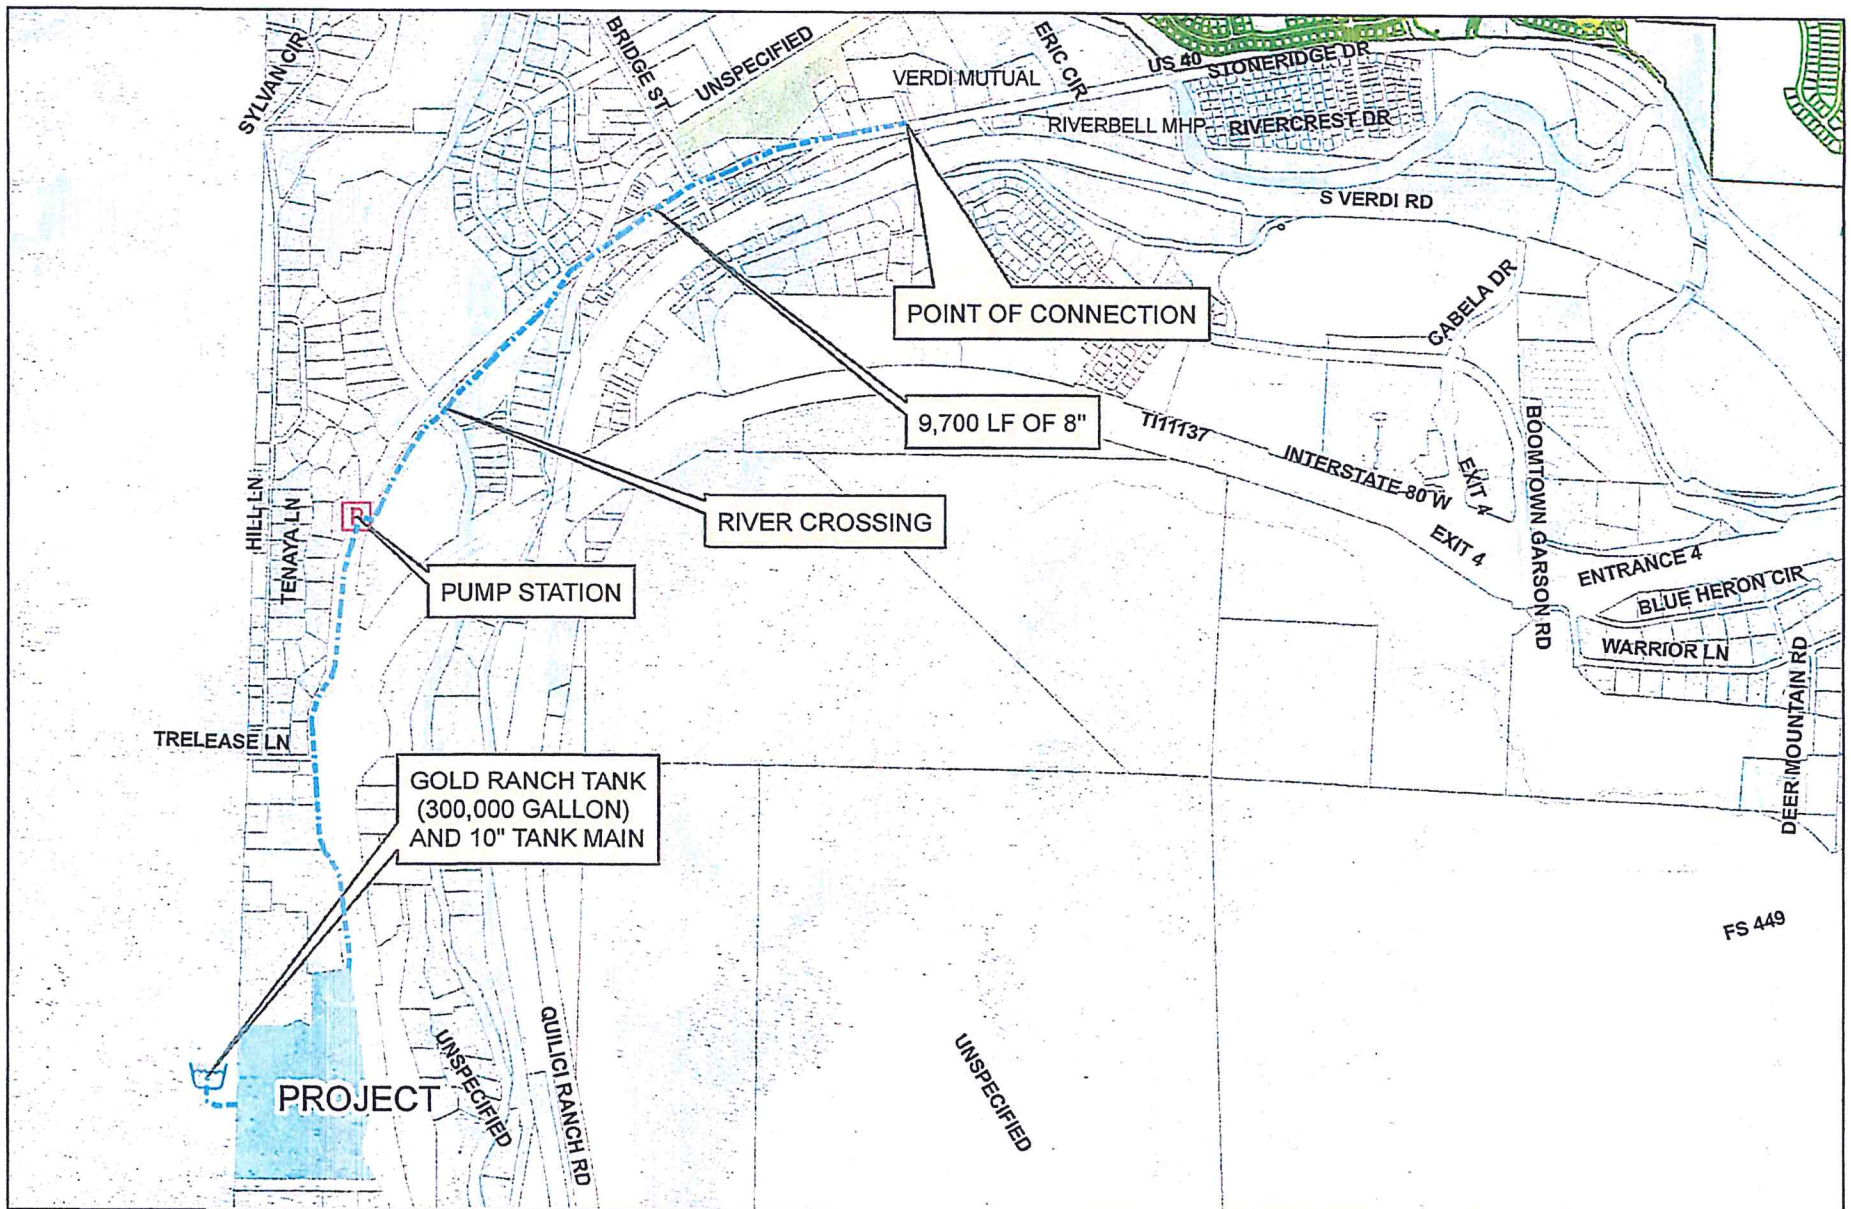 SYLVAN CIR
BRIDGE ST
UNSPECIFIED
VERDI MUTUAL
ERIC CIR
US 40
STONERIDGE DR
RIVERBELL MHP
RIVERCREST DR
S VERDI RD
POINT OF CONNECTION
CABELA DR
9,700 LF OF 8"
TI11137
INTERSTATE 80 W
EXIT 4
BOOMTOWN GARSON RD
HILL LN
TENAYA LN
P
RIVER CROSSING
EXIT 4
ENTRANCE 4
PUMP STATION
BLUE HERON CIR
WARRIOR LN
DEER MOUNTAIN RD
TRELEASE LN
GOLD RANCH TANK
(300,000 GALLON)
AND 10" TANK MAIN
FS 449
PROJECT
UNSPECIFIED
QUILICI RANCH RD
UNSPECIFIED